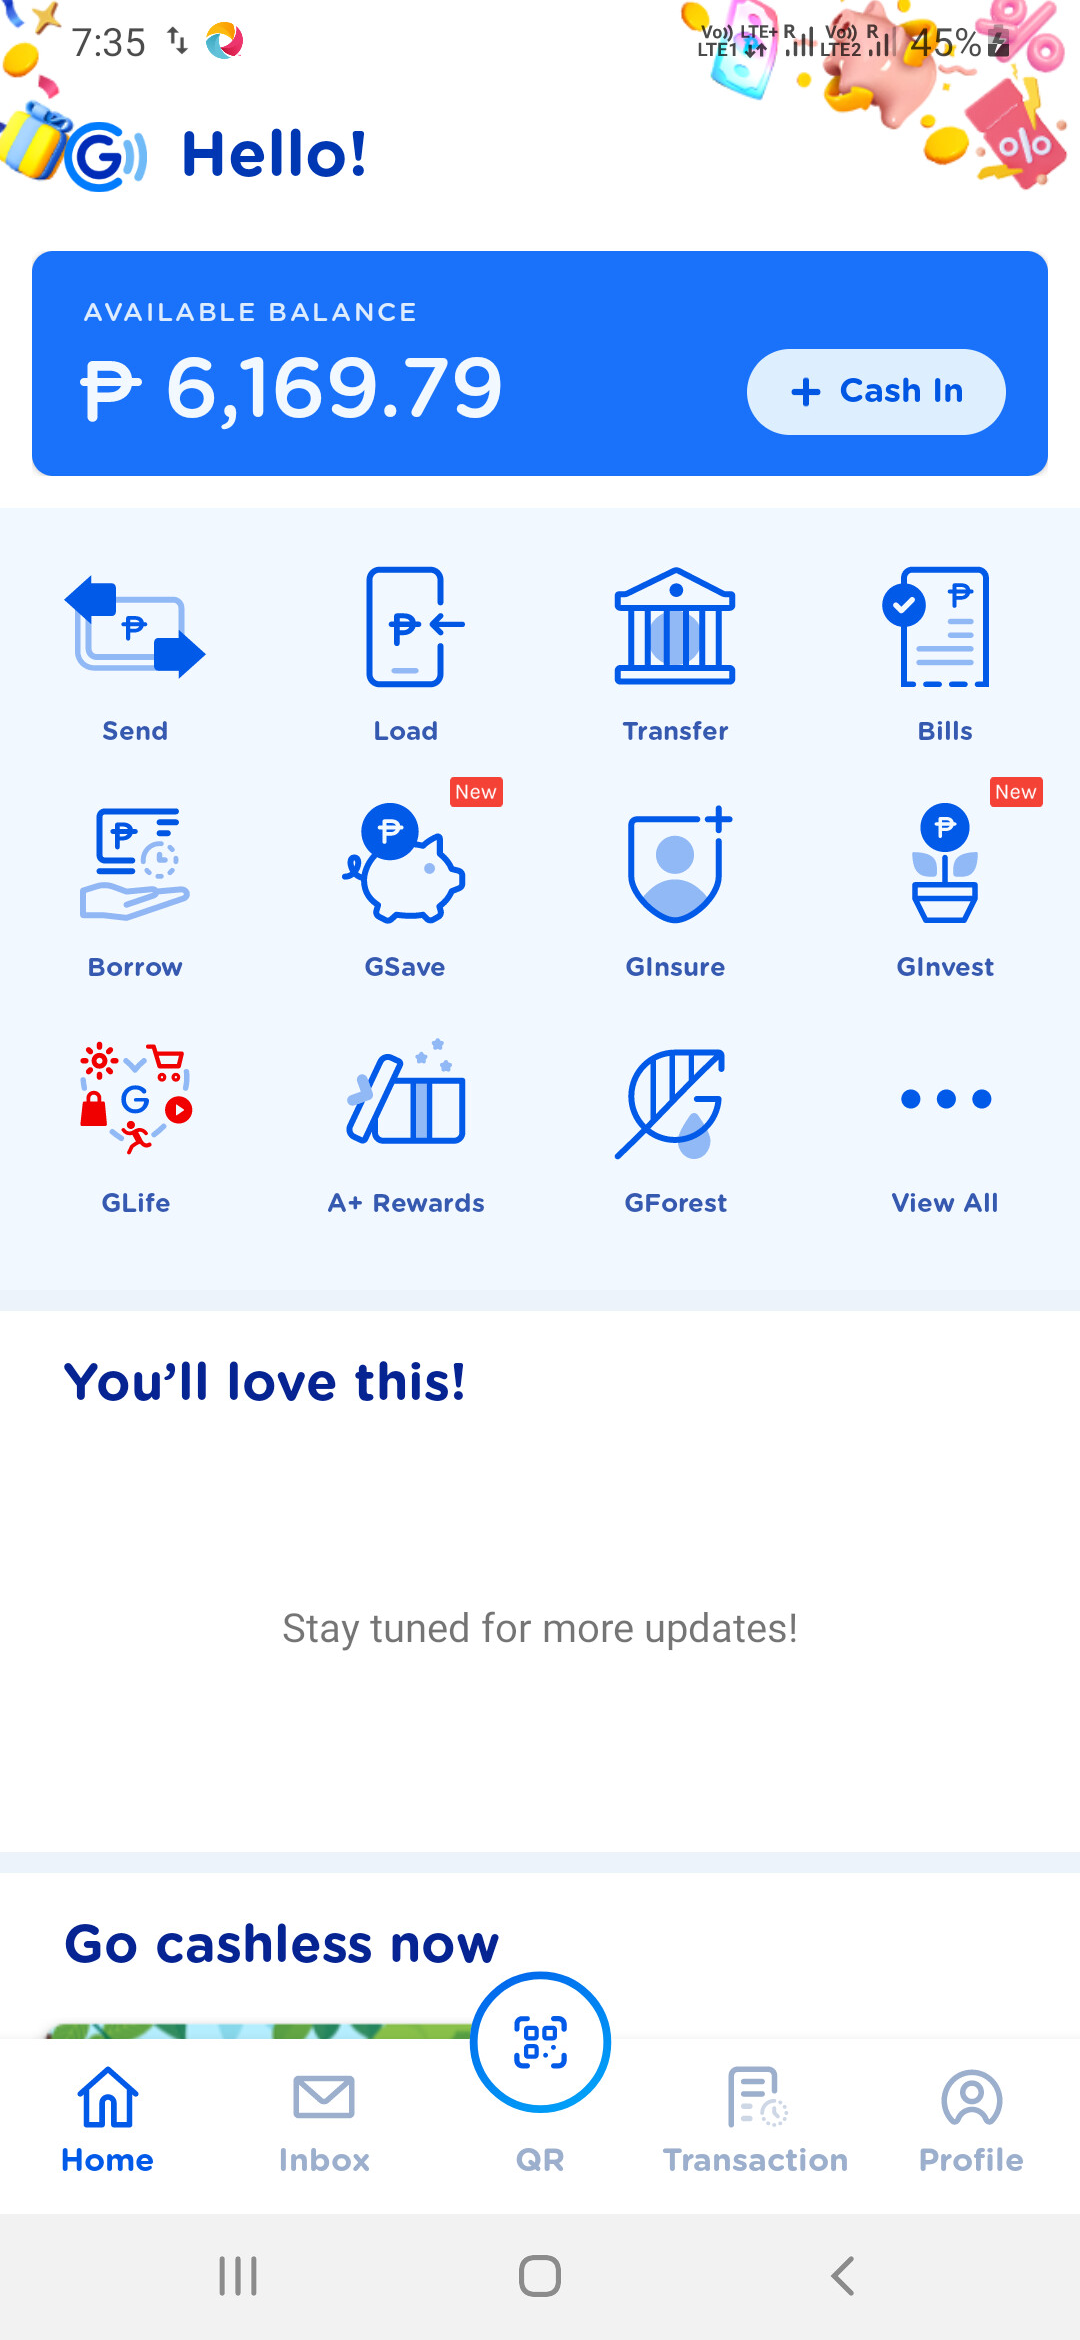 7:35
Vo)) LTE+ R Vo)) R 45%
LTE1 LTE2
Hello!
AVAILABLE BALANCE
₱ 6,169.79
+ Cash In
Send Load Transfer Bills
New New
Borrow GSave GInsure GInvest
GLife A+ Rewards GForest View All
You’ll love this!
Stay tuned for more updates!
Go cashless now
Home Inbox QR Transaction Profile